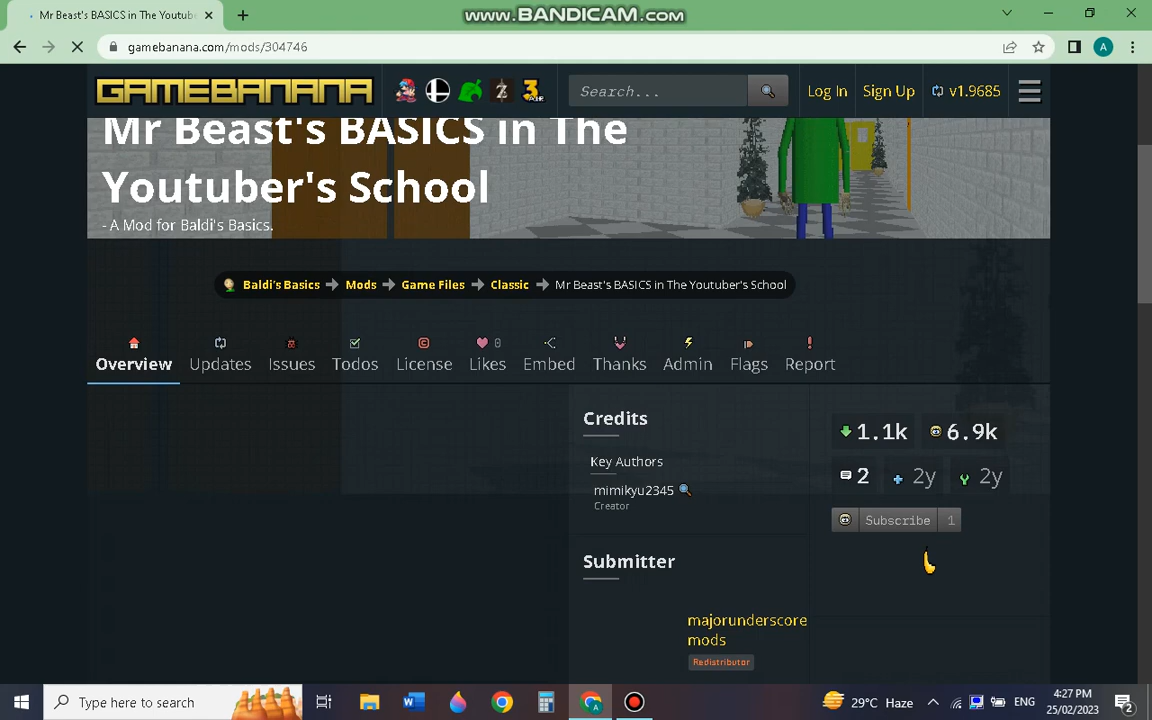 Mr Beast's BASICS in The Youtube
www.BANDICAM.com
gamebanana.com/mods/304746
A
GAMEBANANA
Search...
Log In
Sign Up
v1.9685
Mr Beast's BASICS in The
Youtuber's School
- A Mod for Baldi's Basics.
Baldi's Basics
Mods
Game Files
Classic
Mr Beast's BASICS in The Youtuber's School
Overview
Updates
Issues
Todos
License
0
Likes
Embed
Thanks
Admin
Flags
Report
Credits
Key Authors
mimikyu2345
Creator
Submitter
majorunderscore
mods
Redistributor
1.1k
6.9k
2
2y
2y
Subscribe
1
Type here to search
29°C Haze
ENG
4:27 PM
25/02/2023
2